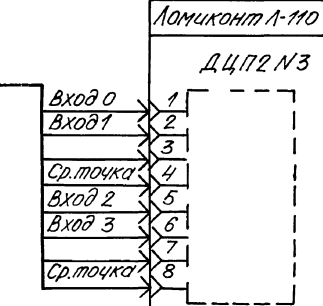 Ломиконт Л-110
ДЦП2 N3
Вход 0 1
Вход 1 2
3
Ср.точка 4
Вход 2 5
Вход 3 6
7
Ср.точка 8